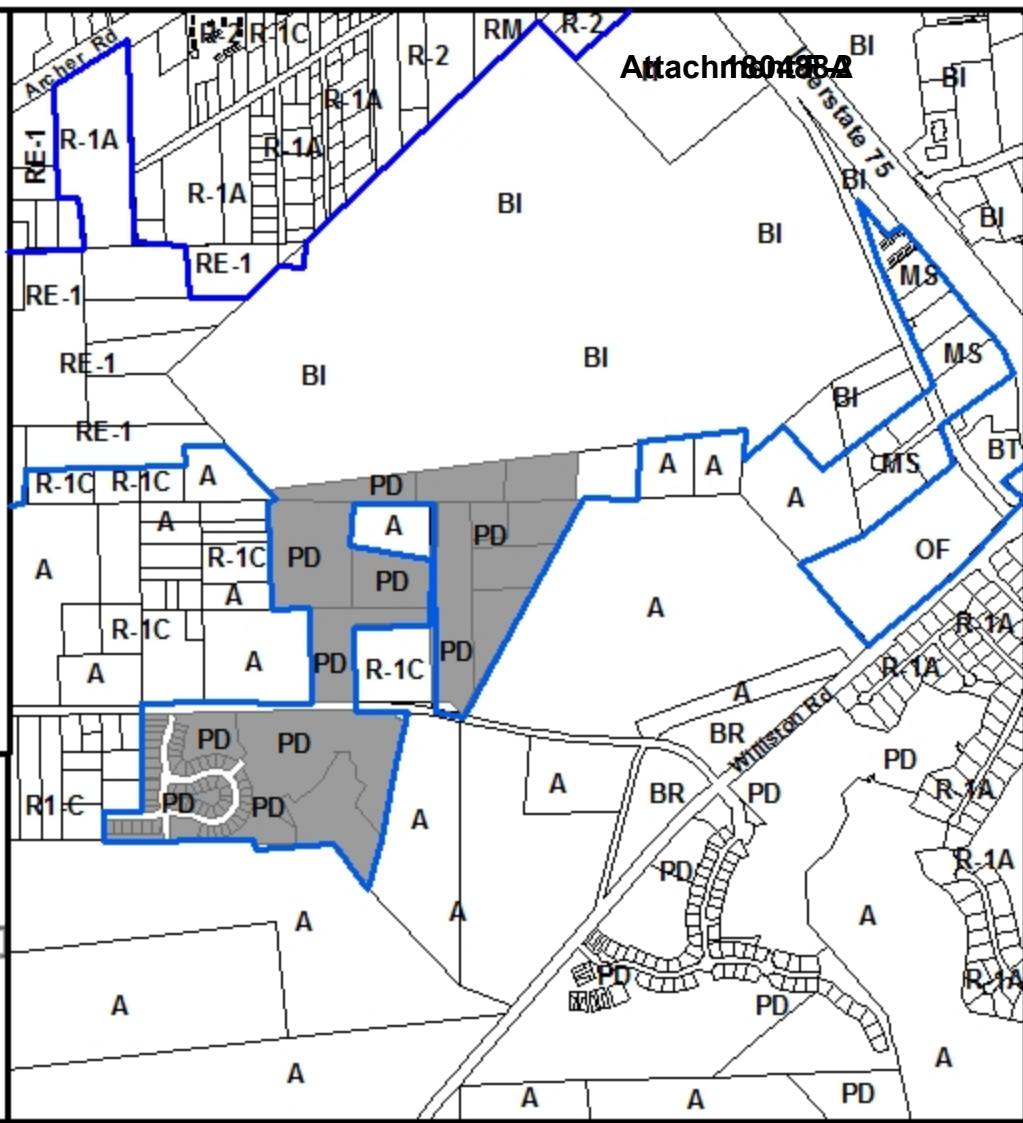 R-2 R-1C RM R-2
Archer Rd
R-2
BI
BI
Interstate 75
R-1A
RE-1 R-1A
R-1A
R-1A
BI
BI
BI
BI
RE-1
RE-1
MS
BI
BI
MS
RE-1
BI
RE-1
R-1C R-1C A
A A
BT
MS
PD
A
A
A
PD
A
R-1C
PD
PD
OF
A
A
R-1C
A
PD
PD
R-1C
A
A
R-1A
R-1A
A
Williston Rd
BR
PD
PD
PD
A
BR
PD
R-1A
R1-C
PD
PD
A
R-1A
PD
A
A
A
PD
R-1A
A
PD
A
A
A
A
PD